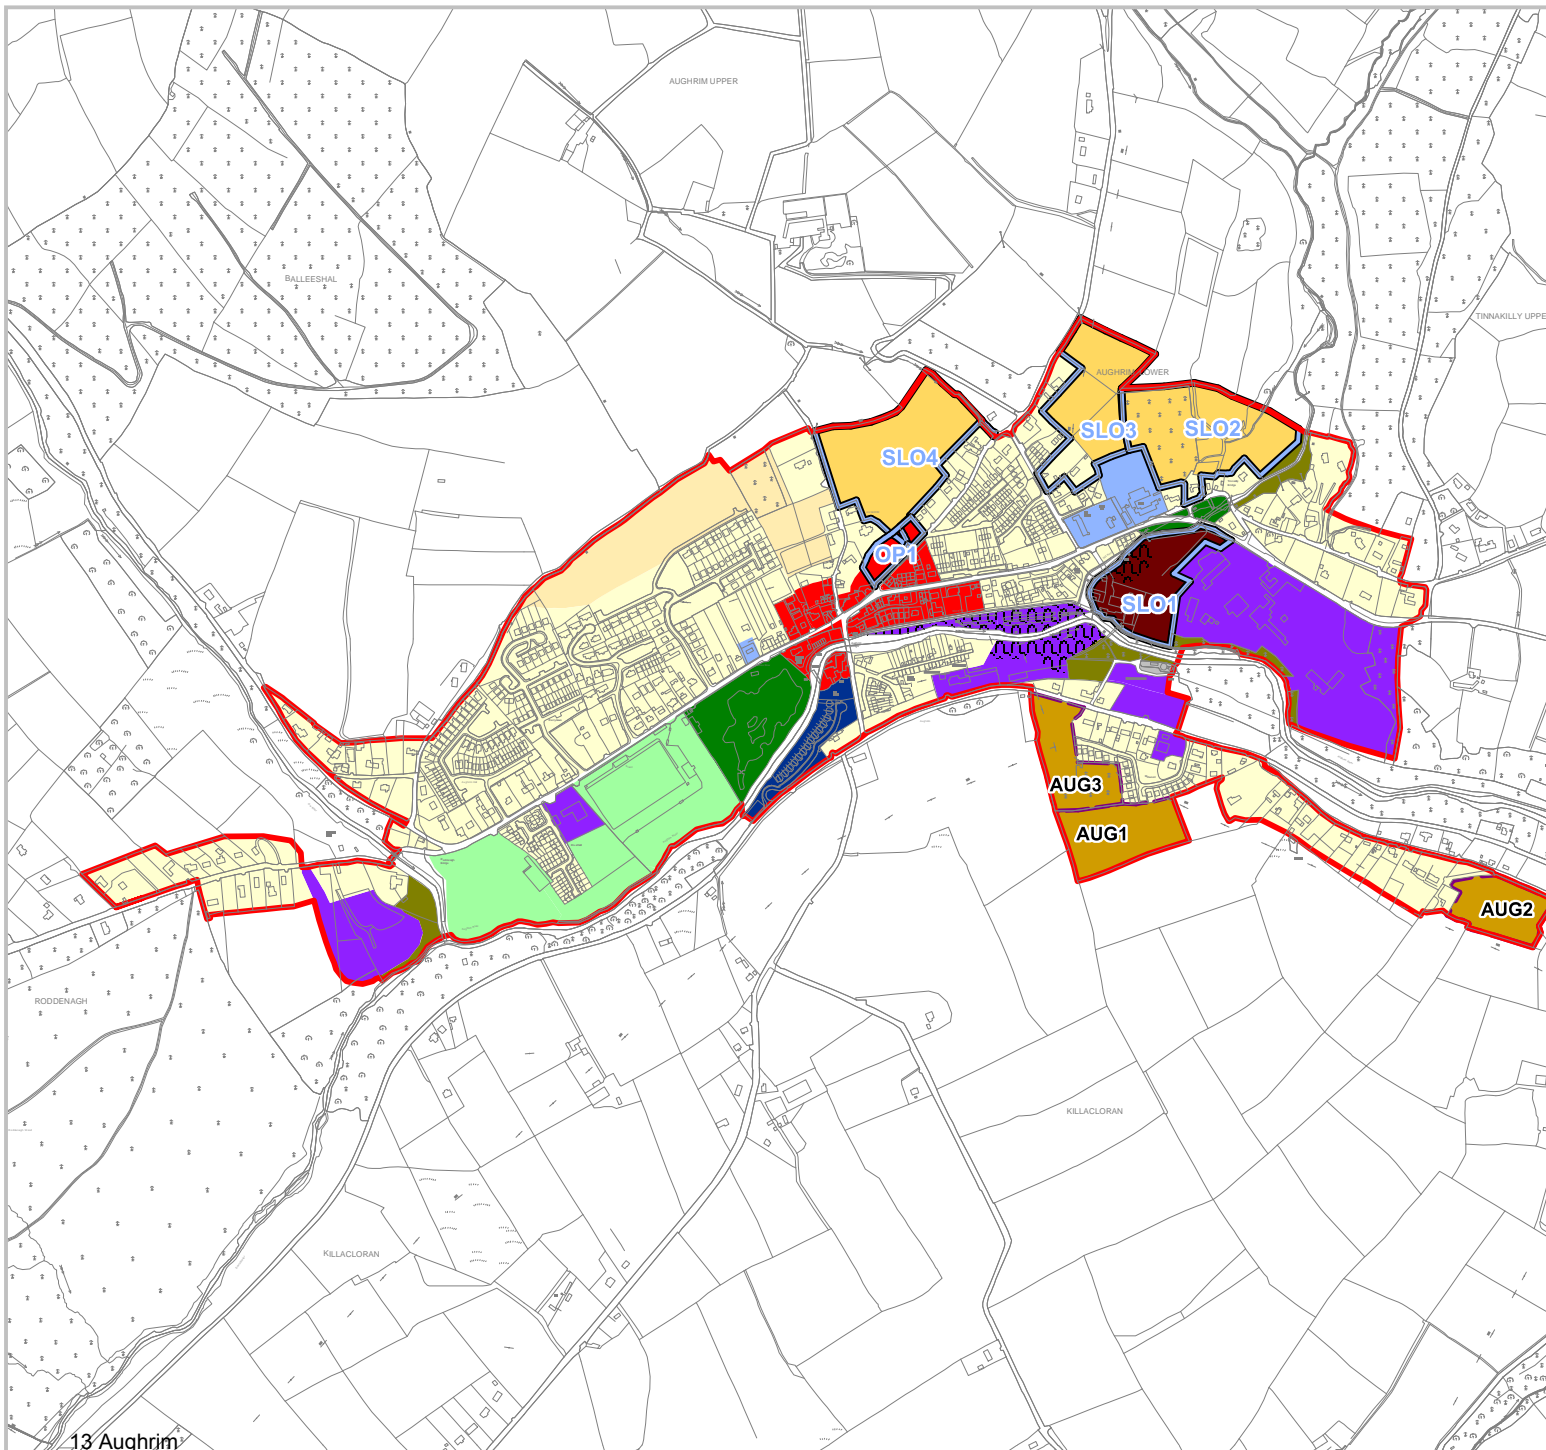 AUGHRIM UPPER
BALLEESHAL
TINNAKILLY UPPE
AUGHRIM LOWER
SLO3
SLO2
SLO4
OP1
SLO1
AUG3
AUG1
AUG2
RODDENAGH
KILLACLORAN
KILLACLORAN
13 Aughrim